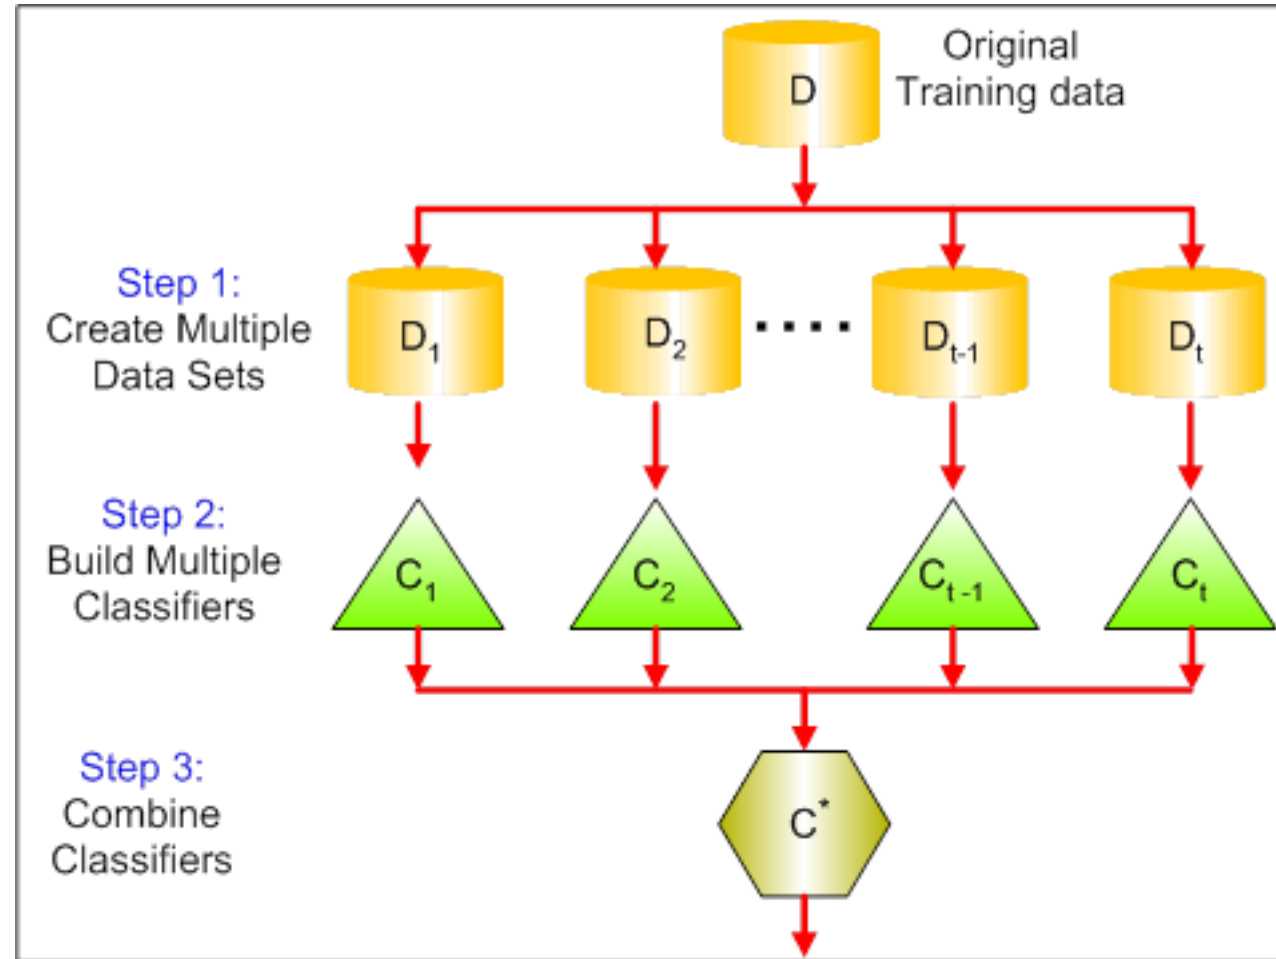 D
Original
Training data
Step 1:
Create Multiple
Data Sets
D1
D2
....
Dt-1
Dt
Step 2:
Build Multiple
Classifiers
C1
C2
Ct -1
Ct
Step 3:
Combine
Classifiers
C*